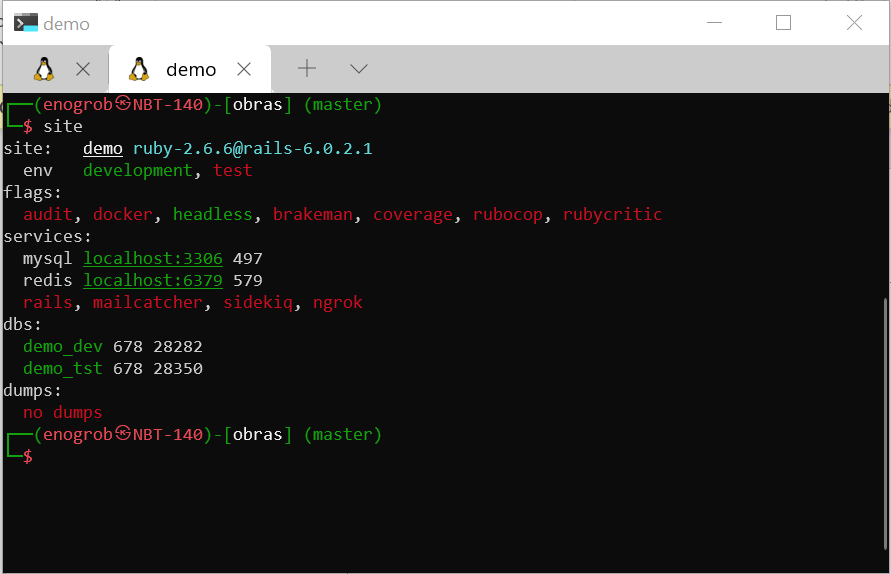 demo
demo
┌──(enogrob㉿NBT-140)-[obras] (master)
└─$ site
site:   demo ruby-2.6.6@rails-6.0.2.1
  env   development, test
flags:
  audit, docker, headless, brakeman, coverage, rubocop, rubycritic
services:
  mysql localhost:3306 497
  redis localhost:6379 579
  rails, mailcatcher, sidekiq, ngrok
dbs:
  demo_dev 678 28282
  demo_tst 678 28350
dumps:
  no dumps
┌──(enogrob㉿NBT-140)-[obras] (master)
└─$